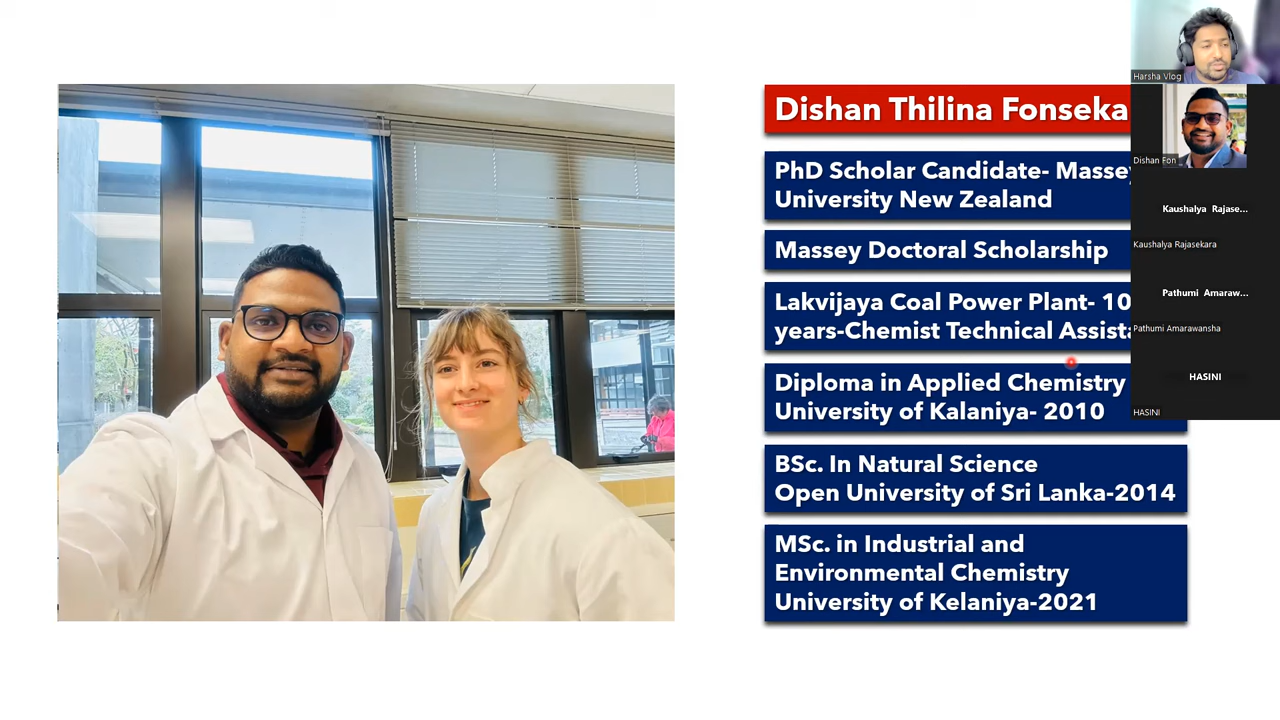 Dishan Thilina Fonseka
PhD Scholar Candidate- Massey
University New Zealand
Massey Doctoral Scholarship
Lakvijaya Coal Power Plant- 10
years-Chemist Technical
Diploma in Applied Chemistry
University of Kalaniya- 2010
BSc. In Natural Science
Open University of Sri Lanka-2014
MSc. in Industrial and
Environmental Chemistry
University of Kelaniya-2021
Harsha Vlog
Dishan Fon
Kaushalya Rajase...
Kaushalya Rajasekara
Pathumi Amaraw...
Pathumi Amarawansha
HASINI
HASINI